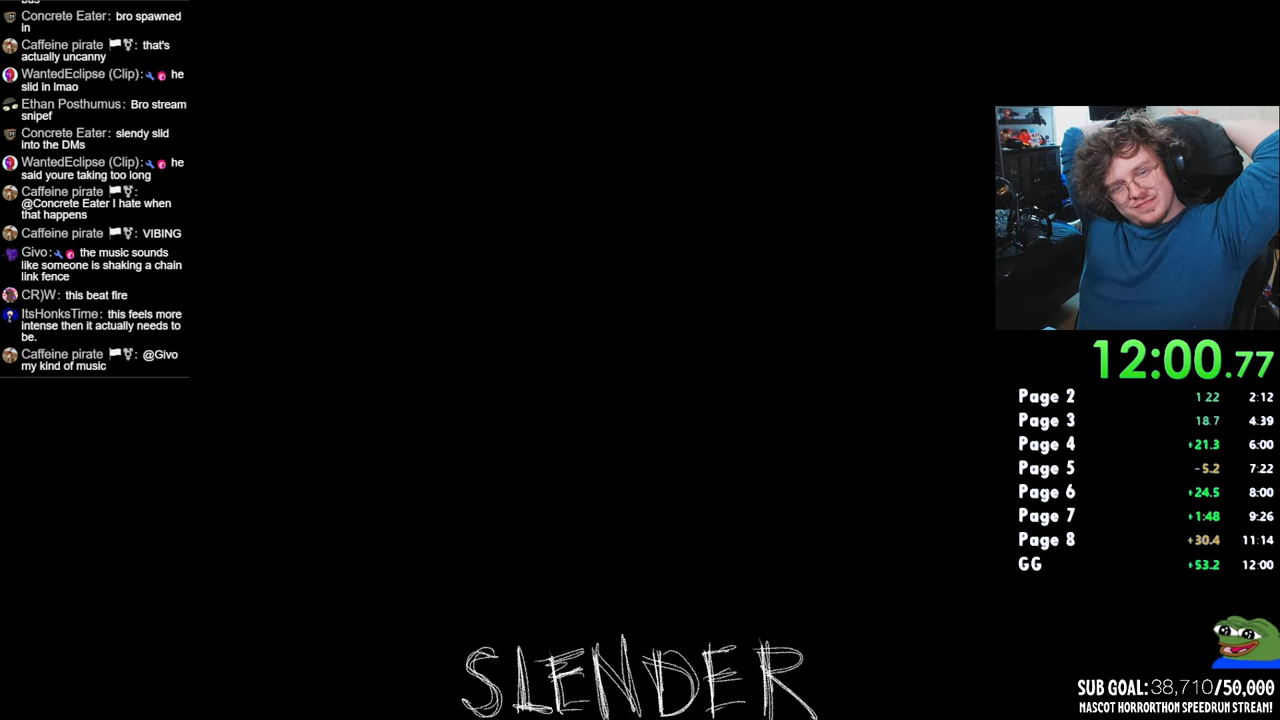 Concrete Eater: bro spawned
in
Caffeine pirate 🏳⚧: that's
actually uncanny
WantedEclipse (Clip): he
slid in lmao
Ethan Posthumus: Bro stream
snipef
Concrete Eater: slendy slid
into the DMs
WantedEclipse (Clip): he
said youre taking too long
Caffeine pirate 🏳⚧:
@Concrete Eater I hate when
that happens
Caffeine pirate 🏳⚧: VIBING
Givo: the music sounds
like someone is shaking a chain
link fence
CR)W: this beat fire
ItsHonksTime: this feels more
intense then it actually needs to
be.
Caffeine pirate 🏳⚧: @Givo
my kind of music
12:00.77
Page 2 1.22 2:12
Page 3 18.7 4:39
Page 4 +21.3 6:00
Page 5 -5.2 7:22
Page 6 +24.5 8:00
Page 7 +1:48 9:26
Page 8 +30.4 11:14
GG +53.2 12:00
SLENDER
SUB GOAL: 38,710/50,000
MASCOT HORRORTHON SPEEDRUN STREAM!